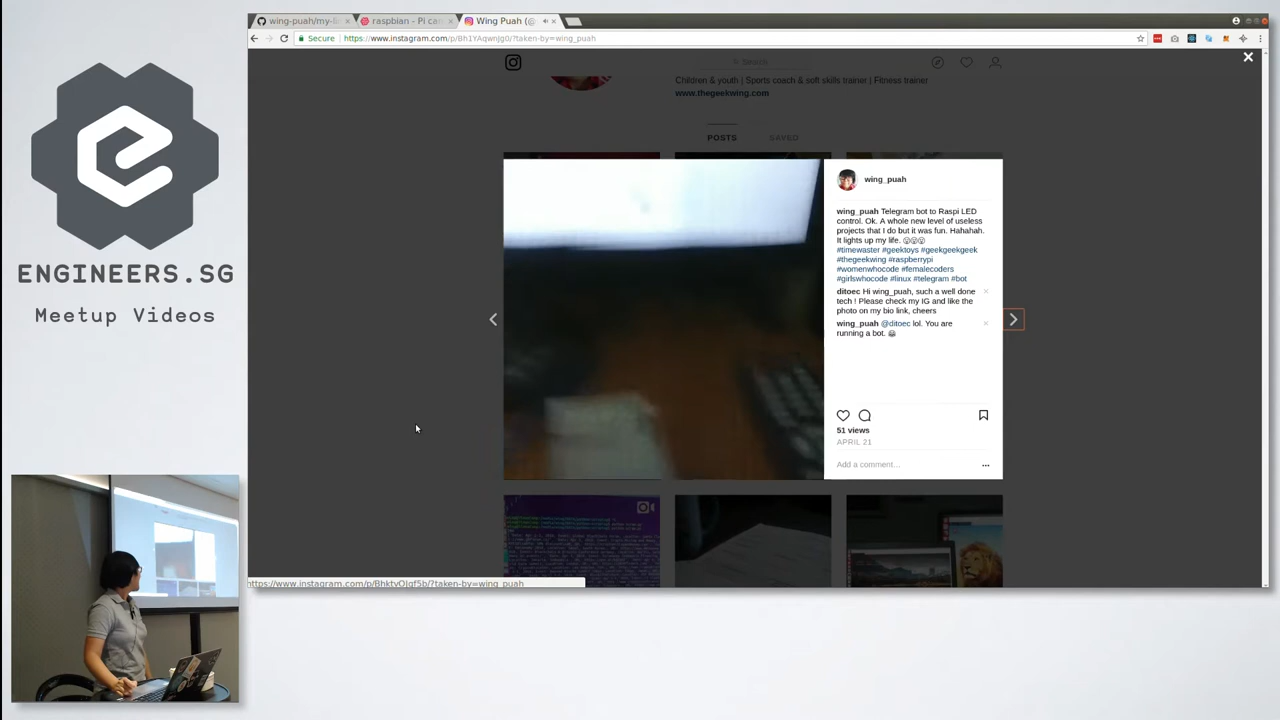 wing-puah/my-li
raspbian - Pi can
Wing Puah (@
Secure
https://www.instagram.com/p/Bh1YAqwnJg0/?taken-by=wing_puah
Search
Children & youth | Sports coach & soft skills trainer | Fitness trainer
www.thegeekwing.com
POSTS
SAVED
wing_puah
wing_puah Telegram bot to Raspi LED
control. Ok. A whole new level of useless
projects that I do but it was fun. Hahahah.
It lights up my life.
#timewaster #geektoys #geekgeekgeek
#thegeekwing #raspberrypi
#womenwhocode #femalecoders
#girlswhocode #linux #telegram #bot
ditoec Hi wing_puah, such a well done
tech ! Please check my IG and like the
photo on my bio link, cheers
wing_puah @ditoec lol. You are
running a bot.
51 views
APRIL 21
Add a comment...
https://www.instagram.com/p/BhktyOjgf5b/?taken-by=wing_puah
ENGINEERS.SG
Meetup Videos